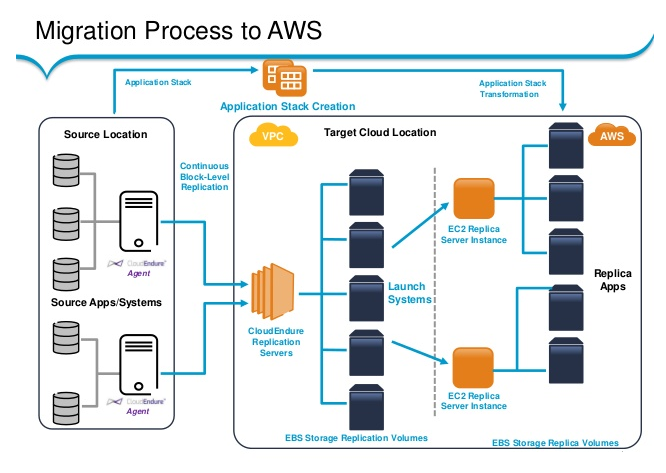 Migration Process to AWS
Application Stack
Application Stack Creation
Application Stack
Transformation
Source Location
VPC
Target Cloud Location
AWS
Continuous
Block-Level
Replication
CloudEndure
Agent
Source Apps/Systems
CloudEndure
Agent
CloudEndure
Replication
Servers
Launch
Systems
EC2 Replica
Server Instance
Replica
Apps
EC2 Replica
Server Instance
EBS Storage Replication Volumes
EBS Storage Replica Volumes